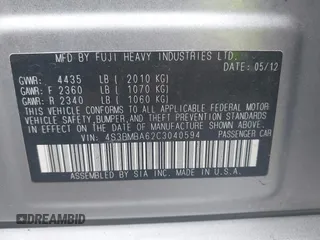 MFD BY FUJI HEAVY INDUSTRIES LTD.
DATE: 05/12
GVWR: 4435 LB ( 2010 KG)
GAWR: F 2360 LB ( 1070 KG)
GAWR: R 2340 LB ( 1060 KG)
THIS VEHICLE CONFORMS TO ALL APPLICABLE
FEDERAL MOTOR VEHICLE
SAFETY, BUMPER, AND THEFT PREVENTION
STANDARDS IN EFFECT ON THE DATE OF
MANUFACTURE SHOWN ABOVE.
VIN: 4S3BMBA62C3040594 PASSENGER CAR
ASSEMBLED BY SIA INC. MADE IN U.S.A.
DREAMBID